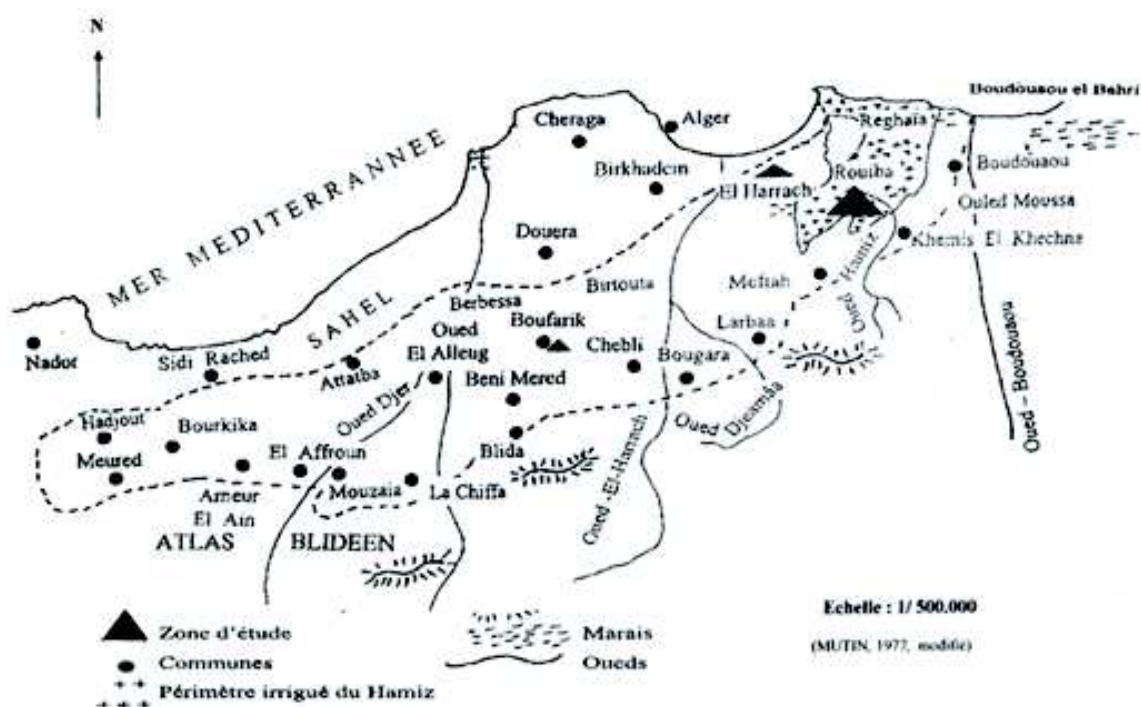 N
Boudouaou el Bahri
Cheraga
Alger
Reghaia
MER MEDITERRANNEE
Birkhadem
El Harrach
Rouiba
Boudouaou
Ouled Moussa
Douera
Khemis El Khechna
SAHEL
Berbessa
Birtouta
Meftah
Oued Hamiz
Nador
Sidi Rached
Attatba
Oued
El Alleug
Boufarik
Chebli
Bougara
Larbaa
Oued - Boudouaou
Hadjout
Bourkika
Oued Djer
Beni Mered
Oued Djeamâa
Meured
El Affroun
Blida
Oued-El-Harrach
Ameur
El Ain
Mouzaia
La Chiffa
ATLAS BLIDEEN
Zone d'étude
Communes
Périmètre irrigué du Hamiz
Marais
Oueds
Echelle : 1/ 500.000
(MUTIN, 1977, modifie)